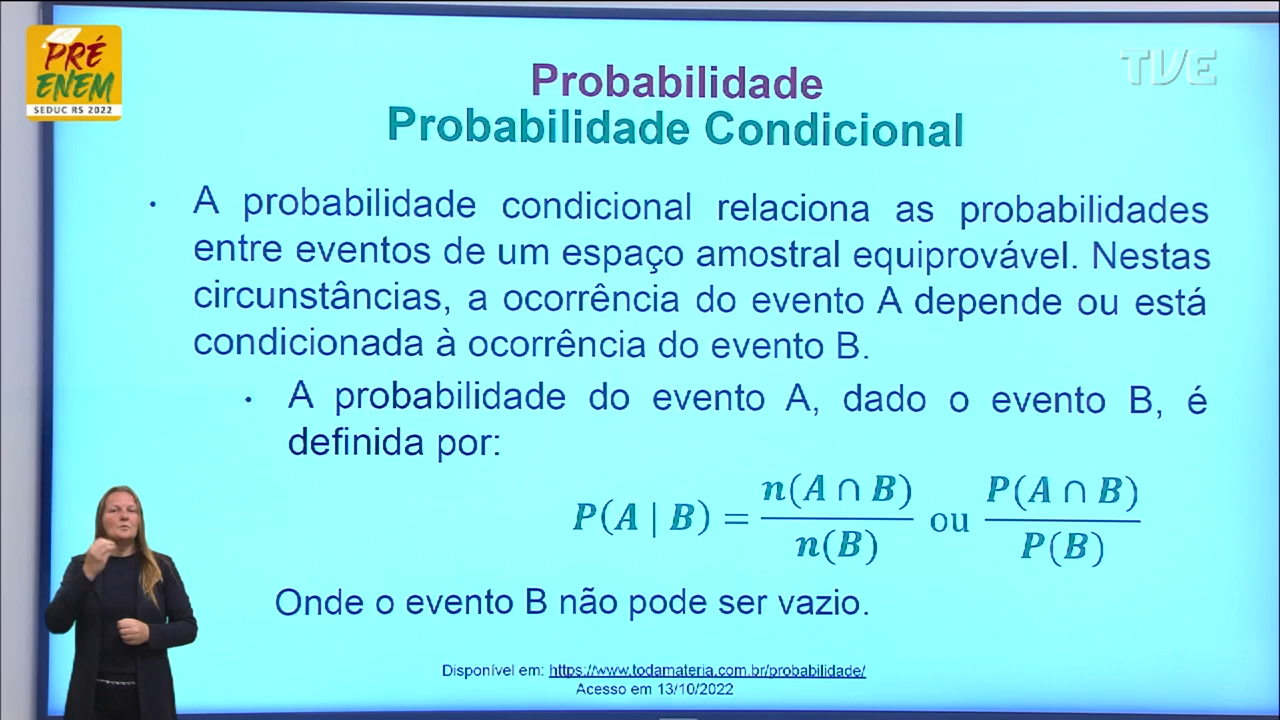 PRÉ
ENEM
SEDUC RS 2022
TVE
Probabilidade
Probabilidade Condicional
· A probabilidade condicional relaciona as probabilidades
entre eventos de um espaço amostral equiprovável. Nestas
circunstâncias, a ocorrência do evento A depende ou está
condicionada à ocorrência do evento B.
· A probabilidade do evento A, dado o evento B, é
definida por:
P(A | B) = n(A ∩ B) / n(B) ou P(A ∩ B) / P(B)
Onde o evento B não pode ser vazio.
Disponível em: https://www.todamateria.com.br/probabilidade/
Acesso em 13/10/2022